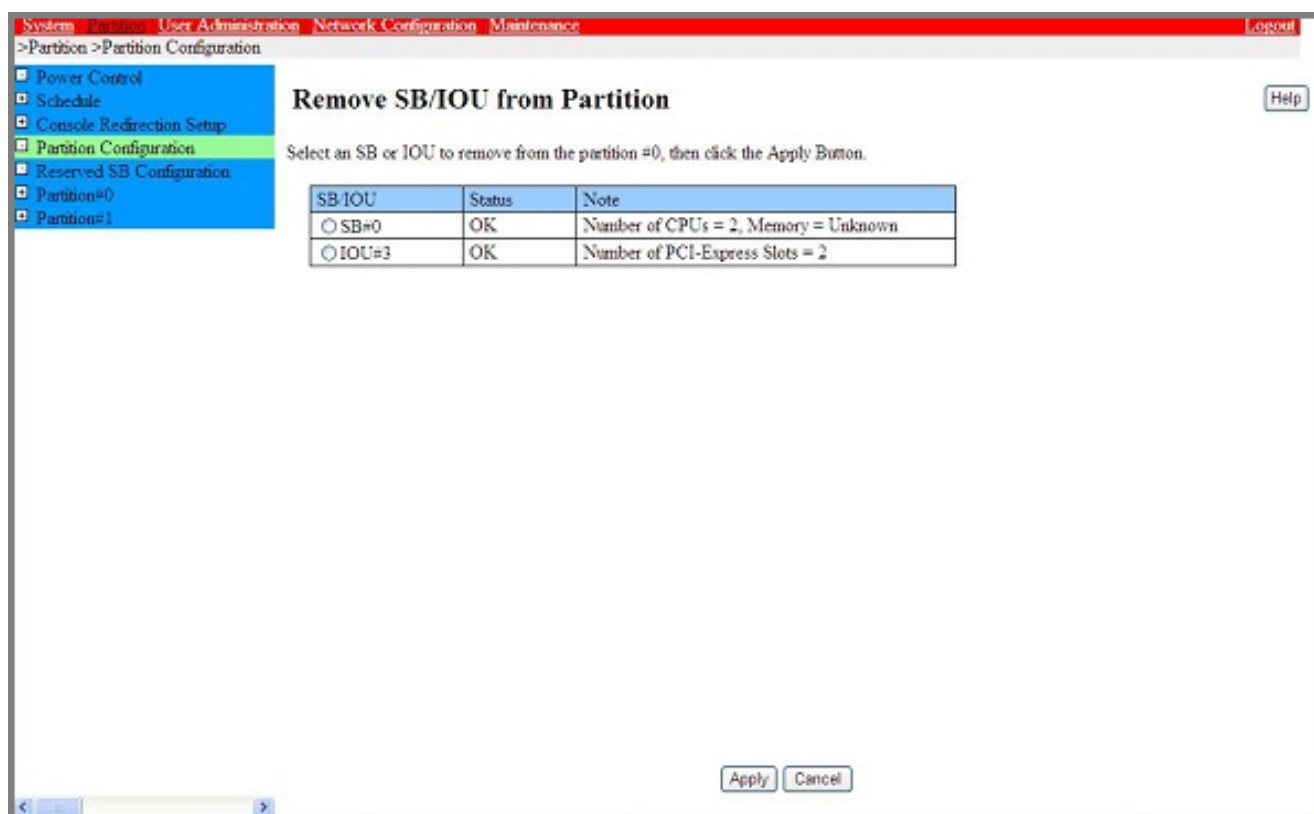 System Partition User Administration Network Configuration Maintenance Logout
>Partition >Partition Configuration
Power Control
Schedule
Console Redirection Setup
Partition Configuration
Reserved SB Configuration
Partition#0
Partition#1
Remove SB/IOU from Partition
Help
Select an SB or IOU to remove from the partition #0, then click the Apply Button.
SB/IOU Status Note
SB#0 OK Number of CPUs = 2, Memory = Unknown
IOU#3 OK Number of PCI-Express Slots = 2
Apply Cancel